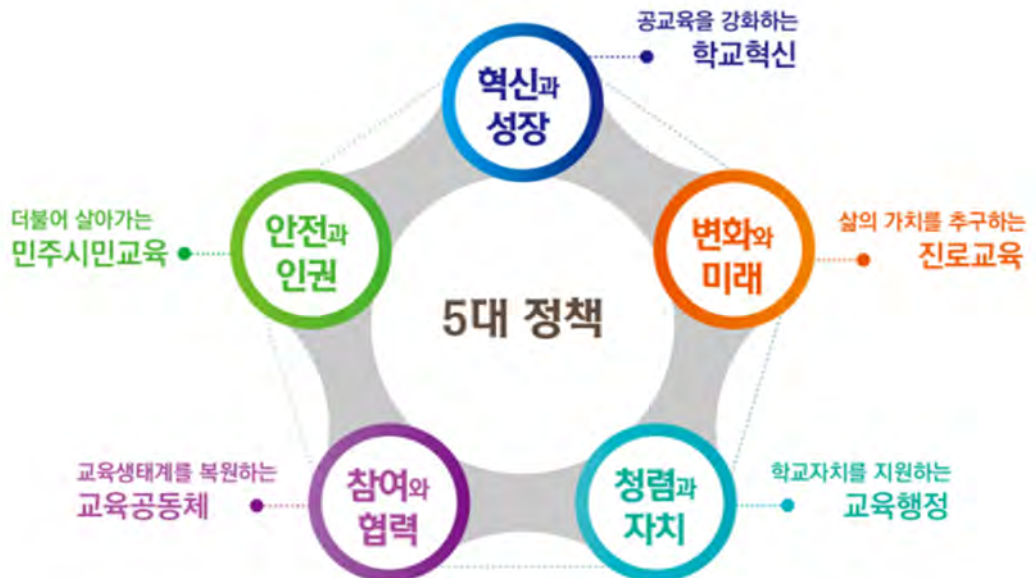 공교육을 강화하는
학교혁신
혁신과
성장
더불어 살아가는
민주시민교육
안전과
인권
변화와
미래
삶의 가치를 추구하는
진로교육
5대 정책
교육생태계를 복원하는
교육공동체
참여와
협력
청렴과
자치
학교자치를 지원하는
교육행정